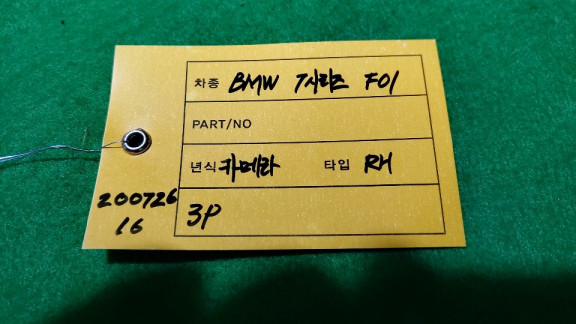 차종 BMW 7시리즈 F01
PART/NO
년식 카메라 타입 RH
200726
16
3P